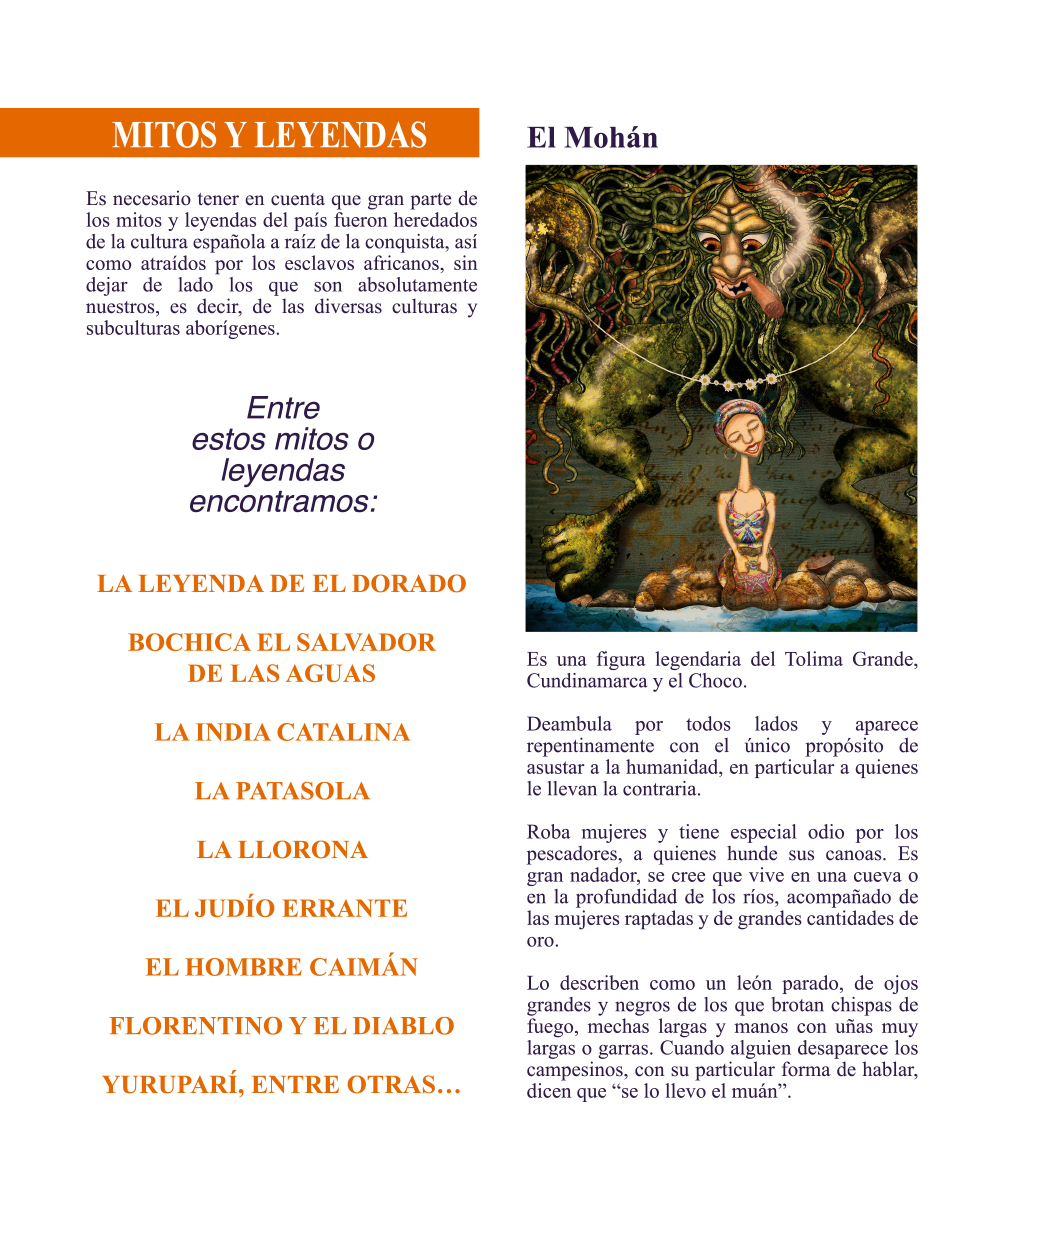 MITOS Y LEYENDAS
Es necesario tener en cuenta que gran parte de
los mitos y leyendas del país fueron heredados
de la cultura española a raíz de la conquista, así
como atraídos por los esclavos africanos, sin
dejar de lado los que son absolutamente
nuestros, es decir, de las diversas culturas y
subculturas aborígenes.
Entre
estos mitos o
leyendas
encontramos:
LA LEYENDA DE EL DORADO
BOCHICA EL SALVADOR
DE LAS AGUAS
LA INDIA CATALINA
LA PATASOLA
LA LLORONA
EL JUDÍO ERRANTE
EL HOMBRE CAIMÁN
FLORENTINO Y EL DIABLO
YURUPARÍ, ENTRE OTRAS…
El Mohán
Es una figura legendaria del Tolima Grande,
Cundinamarca y el Choco.
Deambula por todos lados y aparece
repentinamente con el único propósito de
asustar a la humanidad, en particular a quienes
le llevan la contraria.
Roba mujeres y tiene especial odio por los
pescadores, a quienes hunde sus canoas. Es
gran nadador, se cree que vive en una cueva o
en la profundidad de los ríos, acompañado de
las mujeres raptadas y de grandes cantidades de
oro.
Lo describen como un león parado, de ojos
grandes y negros de los que brotan chispas de
fuego, mechas largas y manos con uñas muy
largas o garras. Cuando alguien desaparece los
campesinos, con su particular forma de hablar,
dicen que “se lo llevo el muán”.